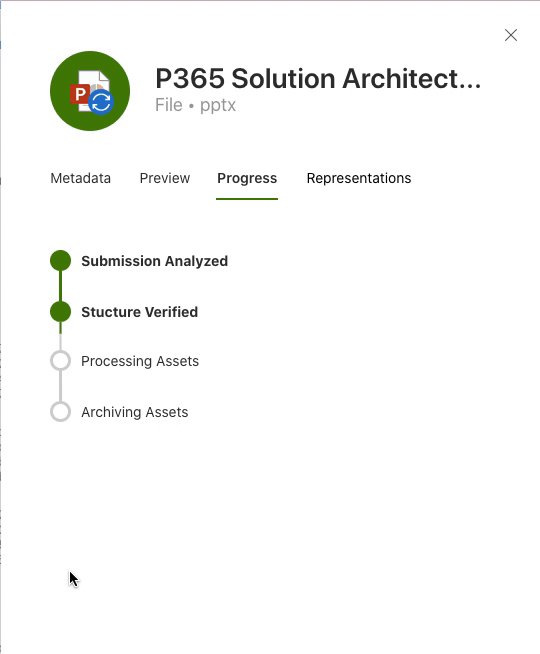 P
P365 Solution Architect...
File • pptx
Metadata Preview Progress Representations
Submission Analyzed
Stucture Verified
Processing Assets
Archiving Assets